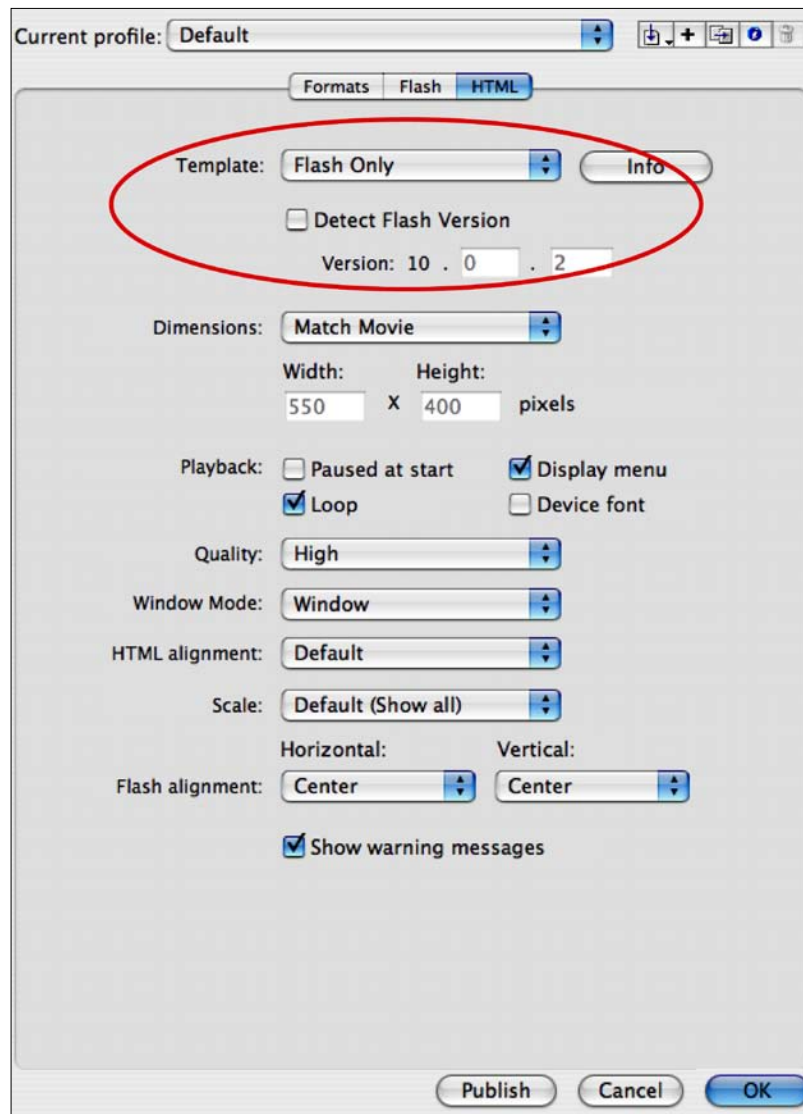 Current profile: Default
Formats Flash HTML
Template: Flash Only Info
Detect Flash Version
Version: 10 . 0 . 2
Dimensions: Match Movie
Width: Height:
550 X 400 pixels
Playback: Paused at start Display menu
Loop Device font
Quality: High
Window Mode: Window
HTML alignment: Default
Scale: Default (Show all)
Horizontal: Vertical:
Flash alignment: Center Center
Show warning messages
Publish Cancel OK